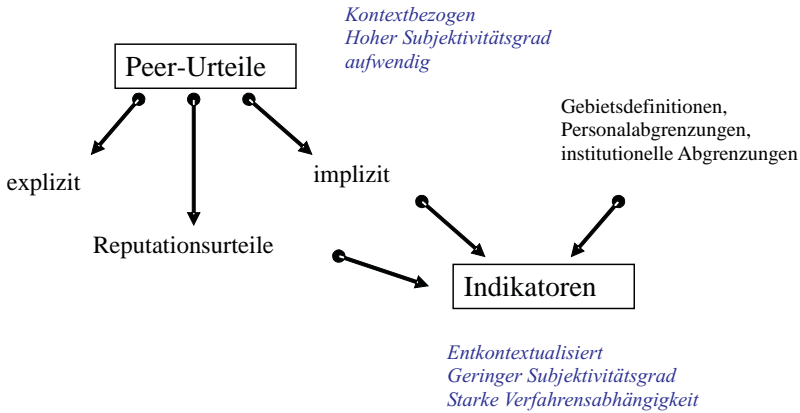 Kontextbezogen
Hoher Subjektivitätsgrad
aufwendig
Peer-Urteile
Gebietsdefinitionen,
Personalabgrenzungen,
institutionelle Abgrenzungen
explizit
implizit
Reputationsurteile
Indikatoren
Entkontextualisiert
Geringer Subjektivitätsgrad
Starke Verfahrensabhängigkeit